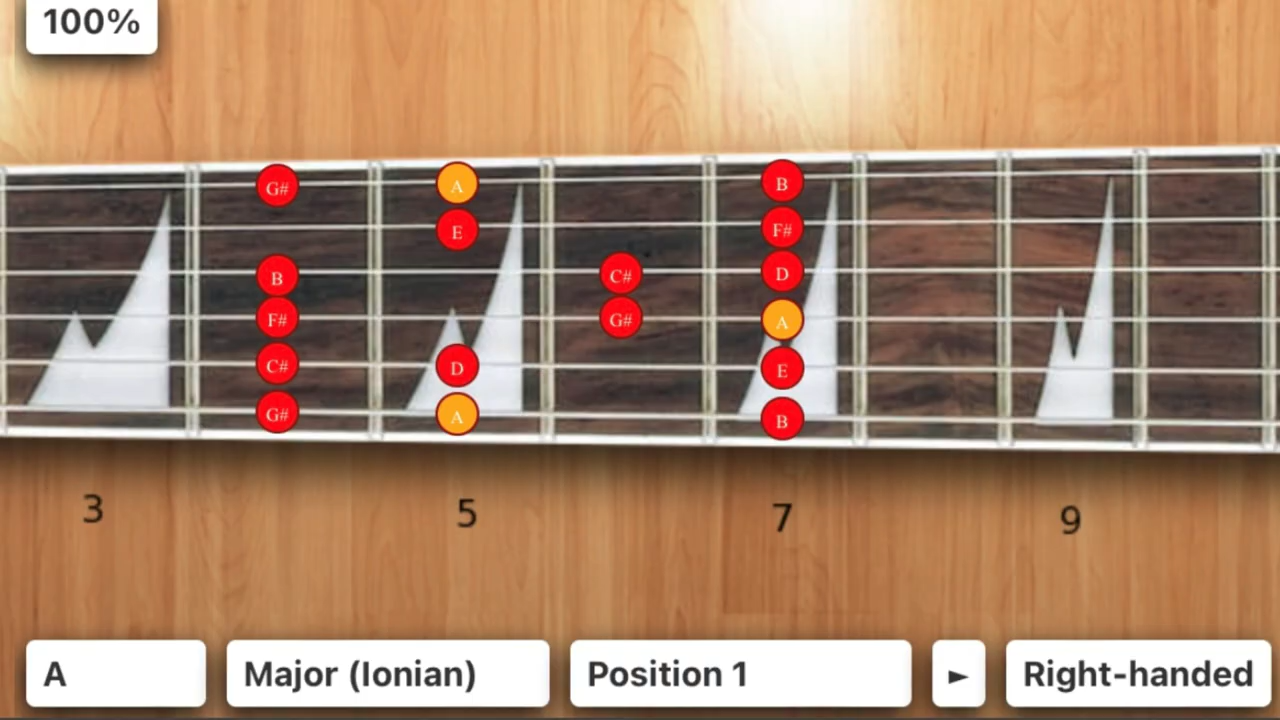 100%
G# A B
E F#
B C# D
F# G# A
C# D E
G# A B
3 5 7 9
A Major (Ionian) Position 1 ► Right-handed